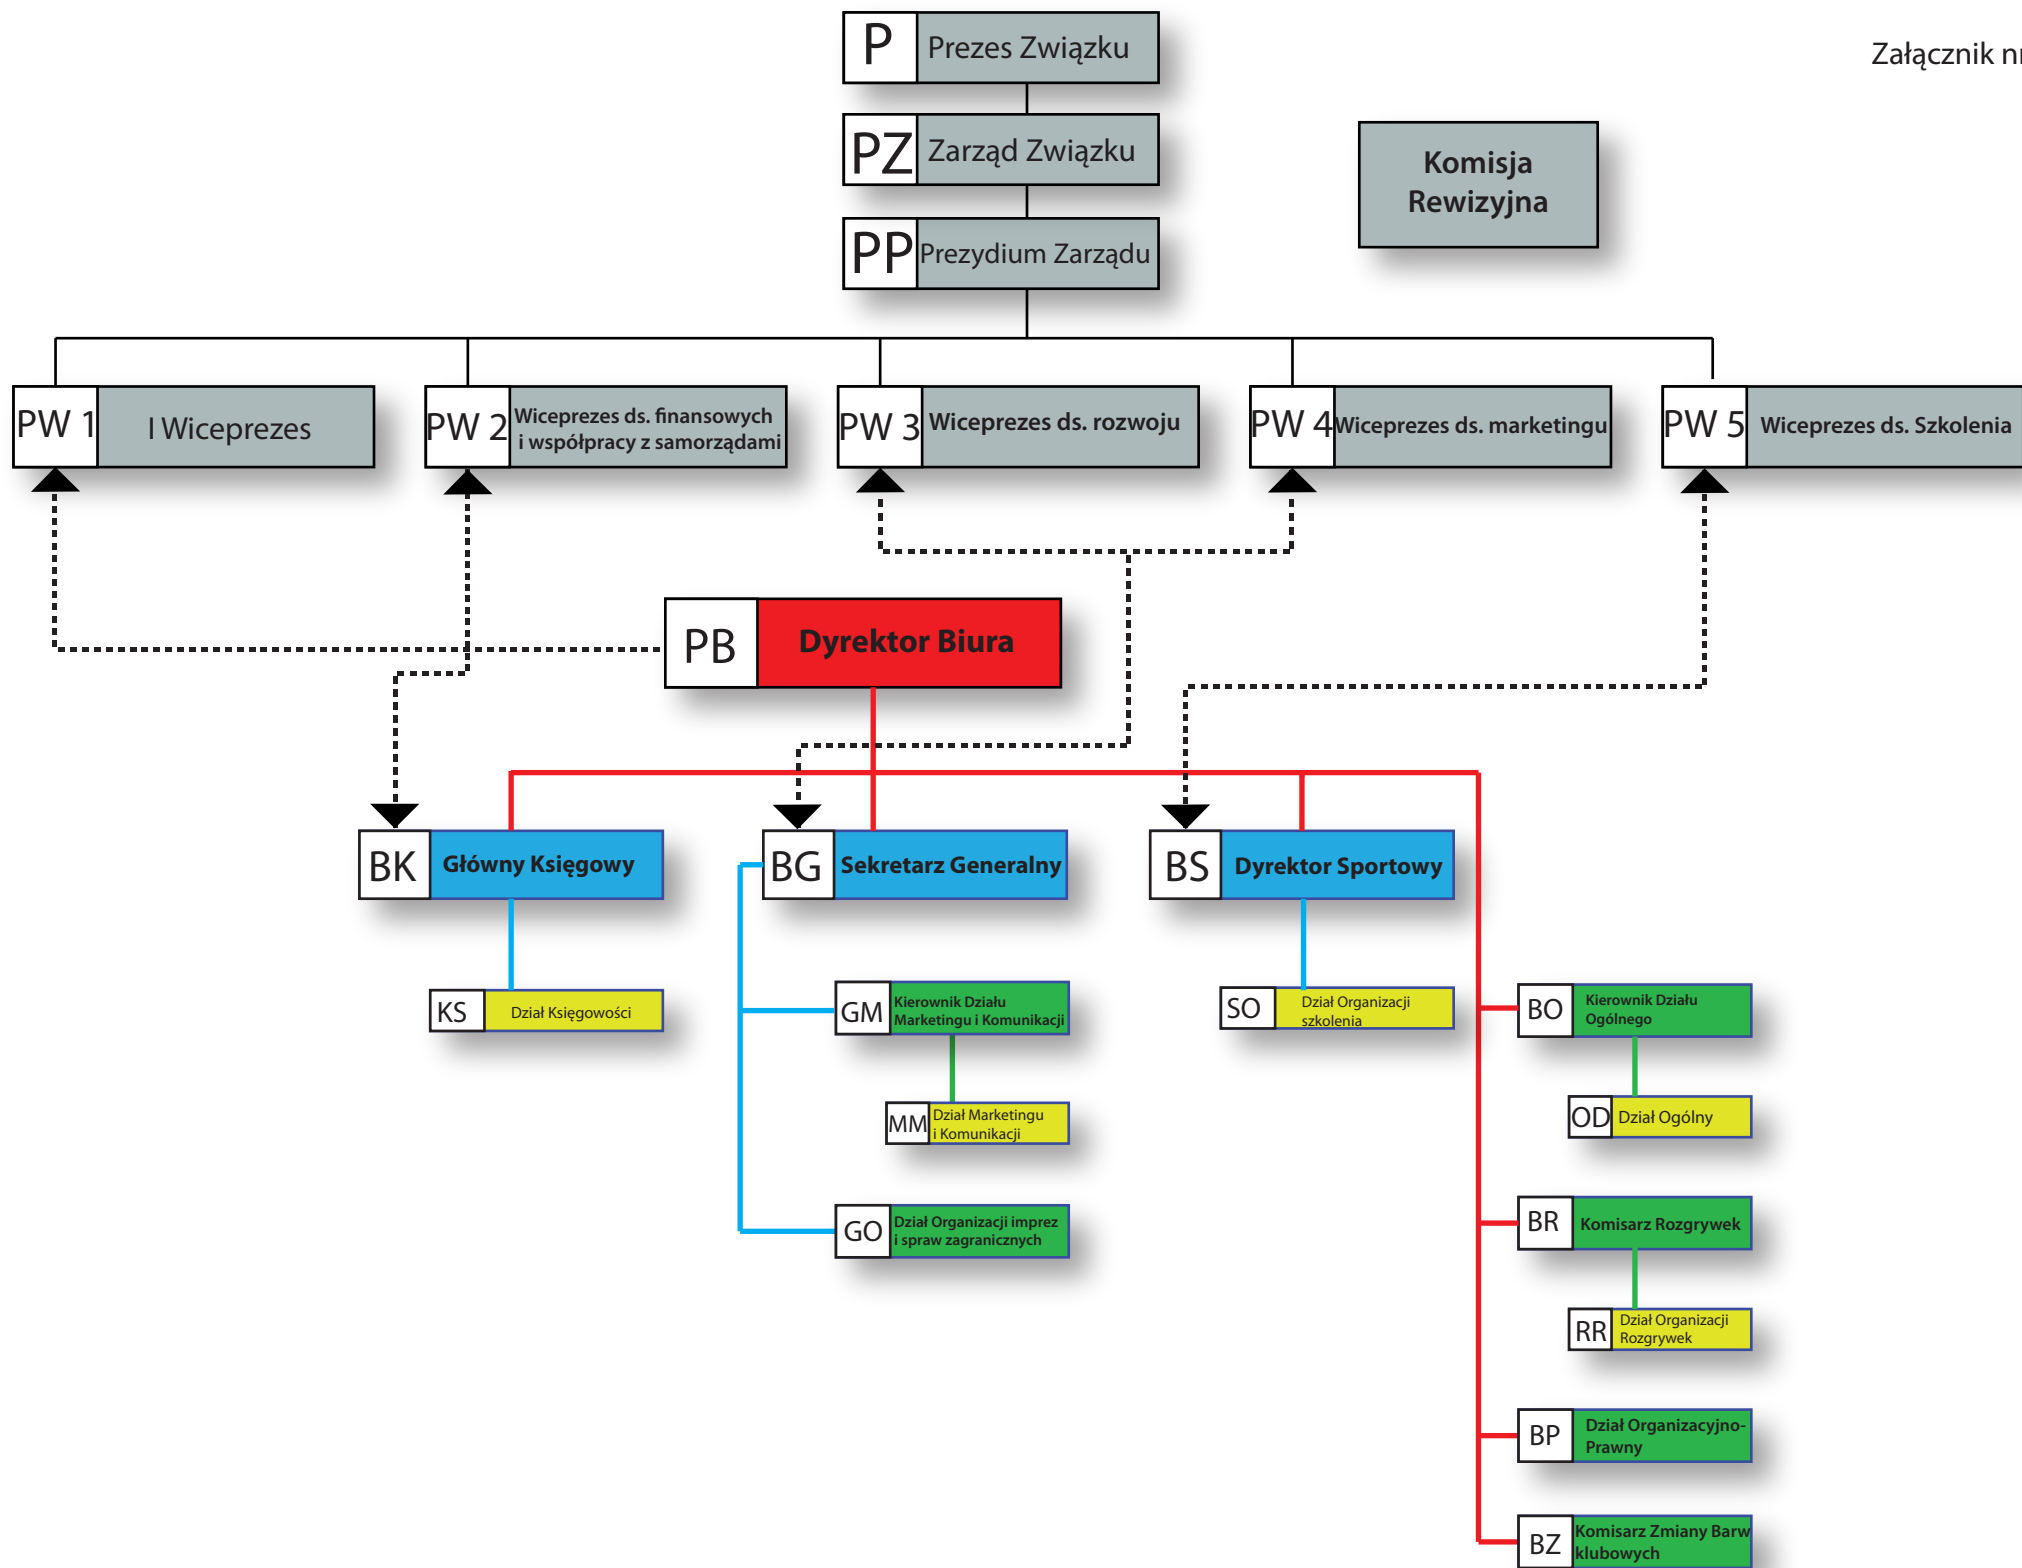 P
Prezes Związku
Załącznik nr
PZ
Zarząd Związku
Komisja
Rewizyjna
PP
Prezydium Zarządu
PW 1
I Wiceprezes
PW 2
Wiceprezes ds. finansowych
i współpracy z samorządami
PW 3
Wiceprezes ds. rozwoju
PW 4
Wiceprezes ds. marketingu
PW 5
Wiceprezes ds. Szkolenia
PB
Dyrektor Biura
BK
Główny Księgowy
BG
Sekretarz Generalny
BS
Dyrektor Sportowy
KS
Dział Księgowości
GM
Kierownik Działu
Marketingu i Komunikacji
SO
Dział Organizacji
szkolenia
BO
Kierownik Działu
Ogólnego
MM
Dział Marketingu
i Komunikacji
OD
Dział Ogólny
GO
Dział Organizacji imprez
i spraw zagranicznych
BR
Komisarz Rozgrywek
RR
Dział Organizacji
Rozgrywek
BP
Dział Organizacyjno-
Prawny
BZ
Komisarz Zmiany Barw
klubowych